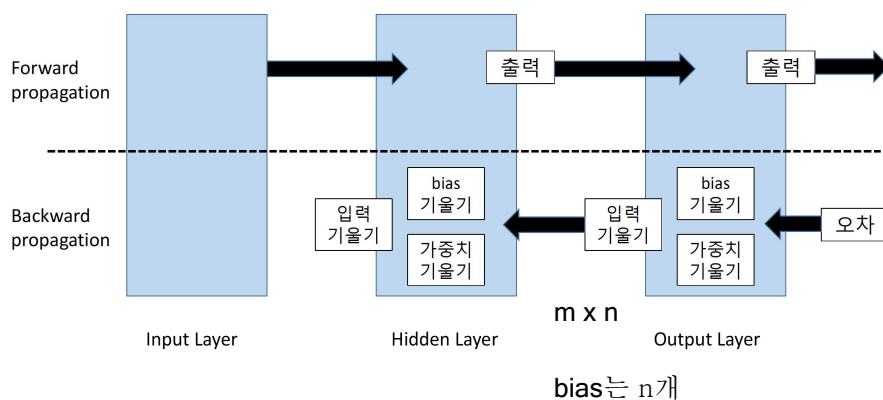 Forward
propagation
출력
출력
Backward
propagation
입력
기울기
bias
기울기
가중치
기울기
입력
기울기
bias
기울기
가중치
기울기
오차
m x n
Input Layer
Hidden Layer
Output Layer
bias는 n개